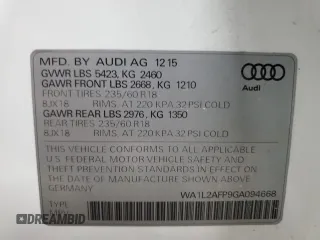 MFD. BY AUDI AG 12 15
GVWR LBS 5423, KG 2460
GAWR FRONT LBS 2668, KG 1210
FRONT TIRES 235/60 R18
8JX18 RIMS, AT 220 KPA, 32 PSI COLD
GAWR REAR LBS 2976, KG 1350
REAR TIRES 235/60 R18
8JX18 RIMS, AT 220 KPA, 32 PSI COLD
Audi
THIS VEHICLE CONFORMS TO ALL APPLICABLE
U.S. FEDERAL MOTOR VEHICLE SAFETY, BUMPER
AND THEFT PREVENTION STANDARDS IN EFFECT ON THE
DATE OF MANUFACTURE SHOWN ABOVE.
GERMANY
WA1L2AFP9GA094668
TYPE
DREAMBID